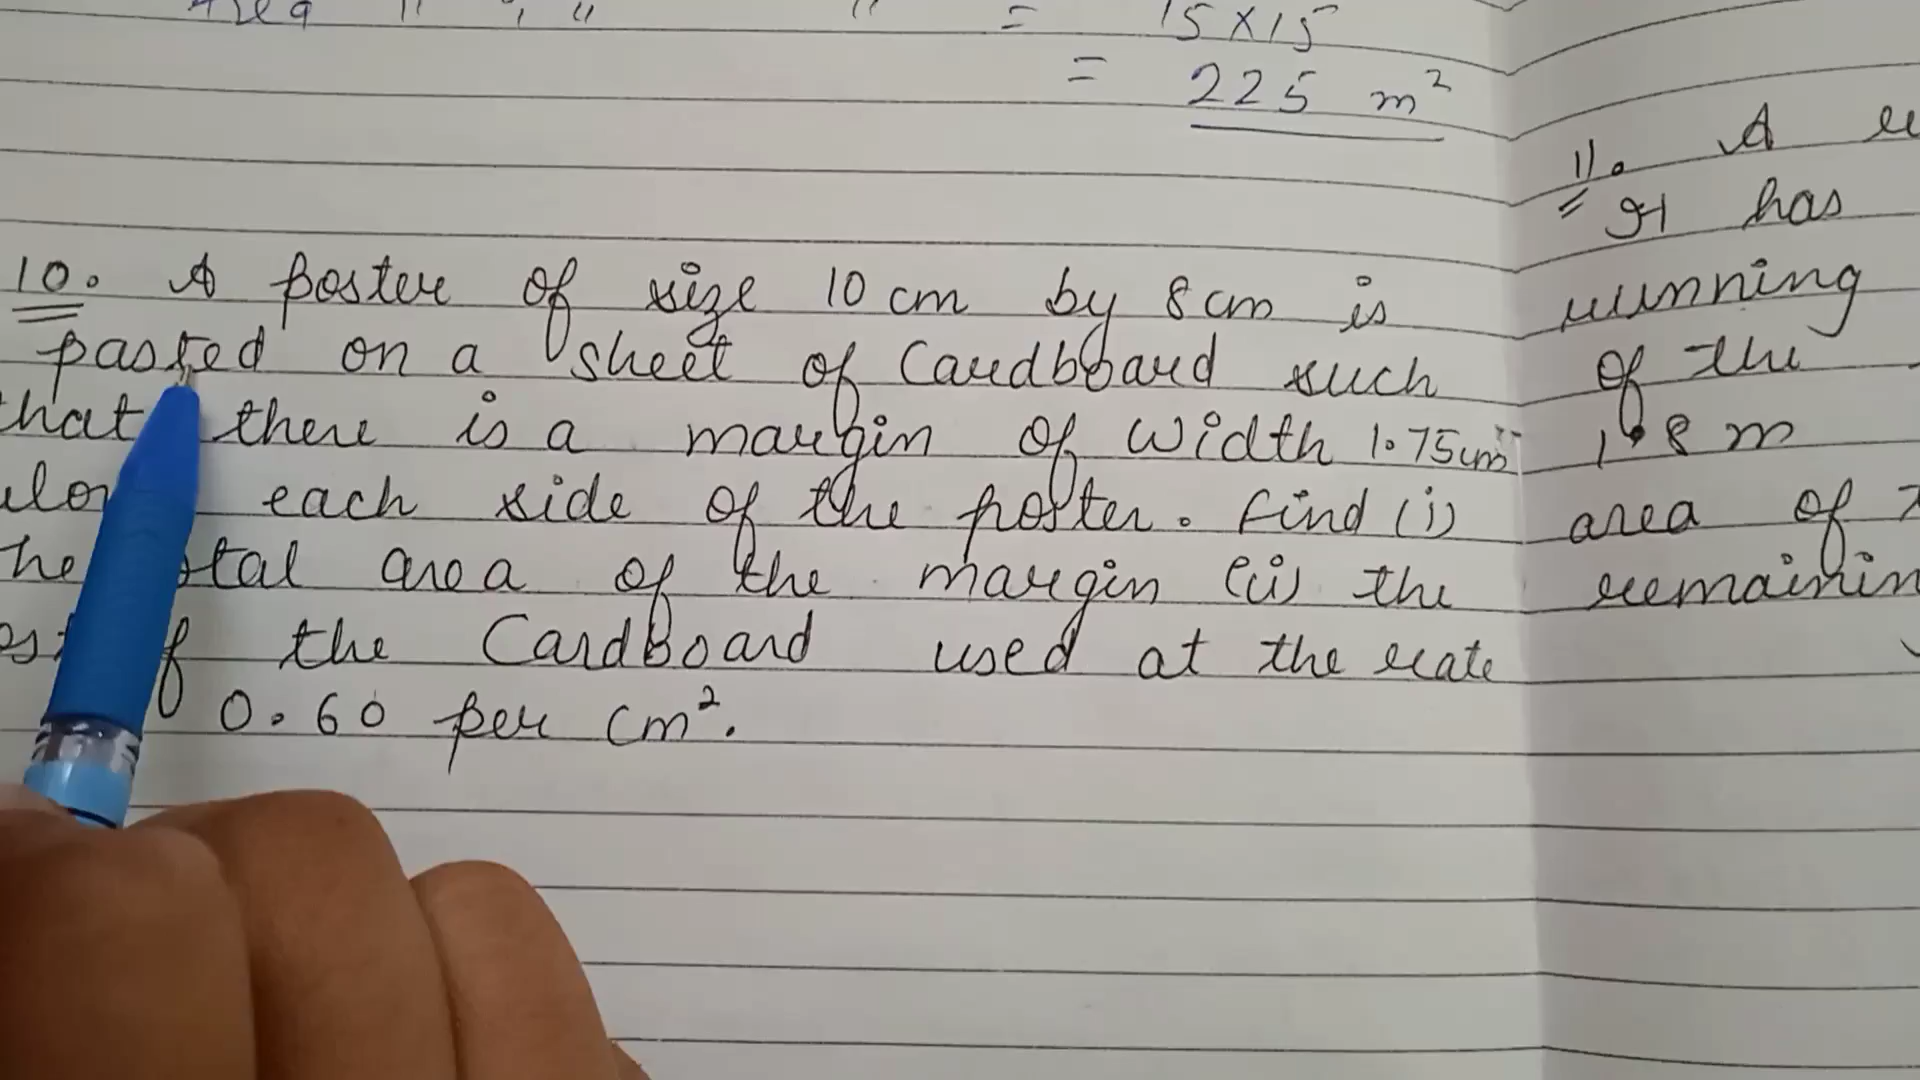 Area " , " " = 15 x 15
= 225 m²
10. A poster of size 10 cm by 8 cm is
pasted on a sheet of Cardboard such
that there is a margin of width 1.75cm
each side of the poster. Find (i)
area of the margin (ii) the
the Cardboard used at the rate
0.60 per cm².
11. A
It has
running
of the
1.8 m
area of